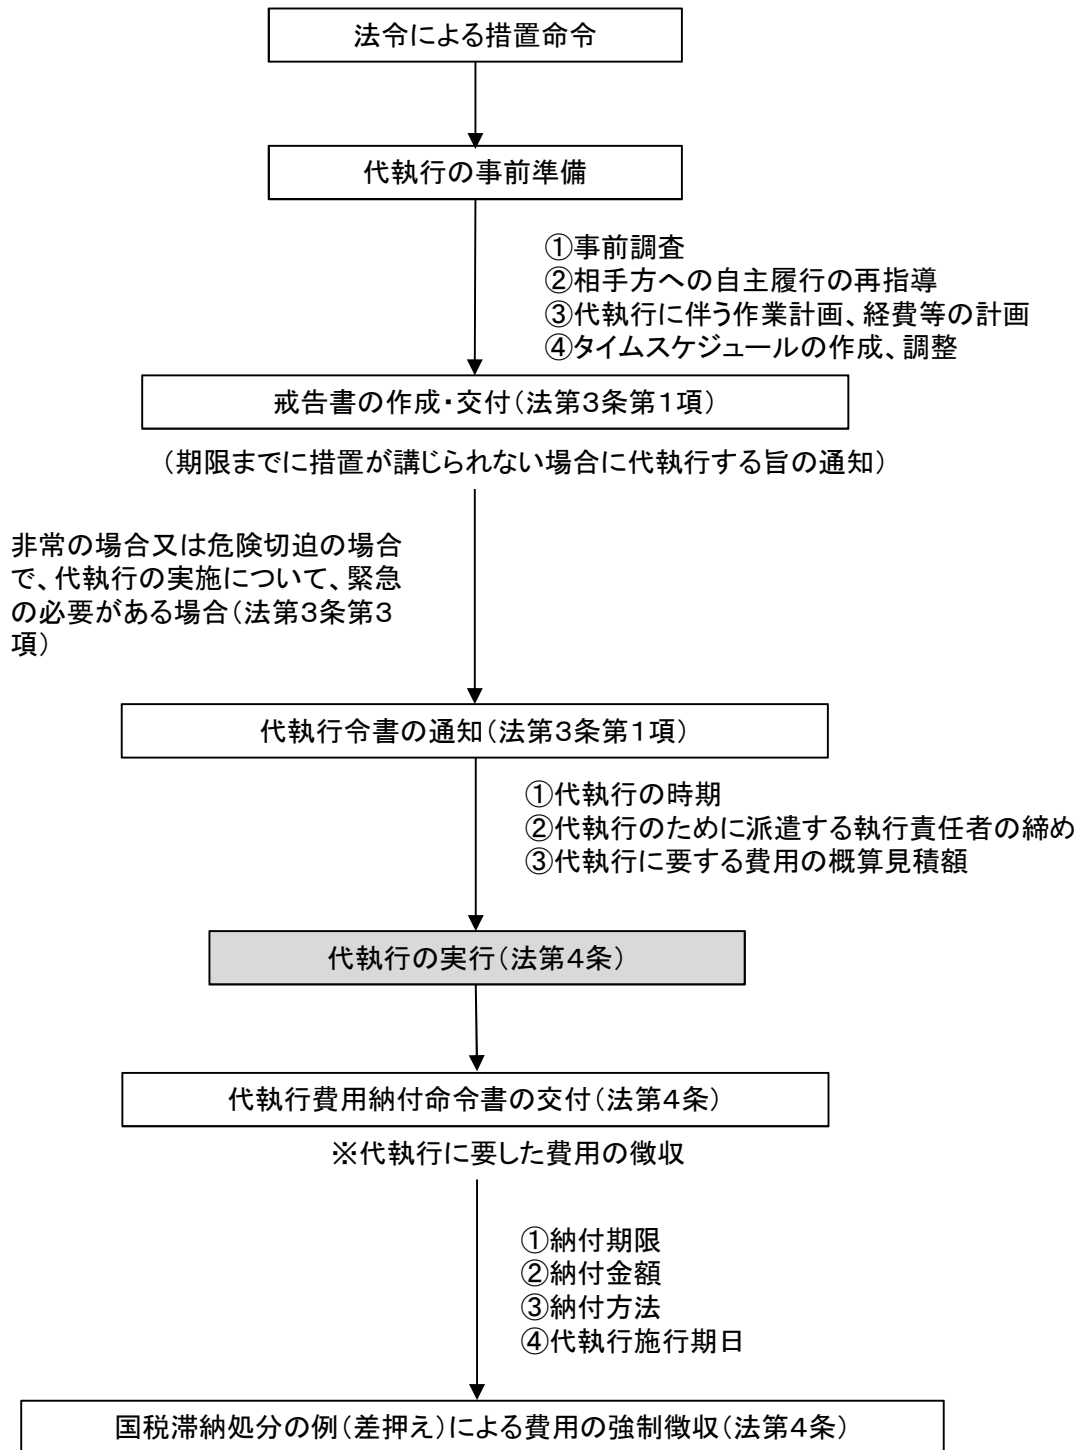 法令による措置命令
代執行の事前準備
①事前調査
②相手方への自主履行の再指導
③代執行に伴う作業計画、経費等の計画
④タイムスケジュールの作成、調整
戒告書の作成・交付（法第３条第１項）
（期限までに措置が講じられない場合に代執行する旨の通知）
非常の場合又は危険切迫の場合
で、代執行の実施について、緊急
の必要がある場合（法第３条第３
項）
代執行令書の通知（法第３条第１項）
①代執行の時期
②代執行のために派遣する執行責任者の締め
③代執行に要する費用の概算見積額
代執行の実行（法第４条）
代執行費用納付命令書の交付（法第４条）
※代執行に要した費用の徴収
①納付期限
②納付金額
③納付方法
④代執行施行期日
国税滞納処分の例（差押え）による費用の強制徴収（法第４条）